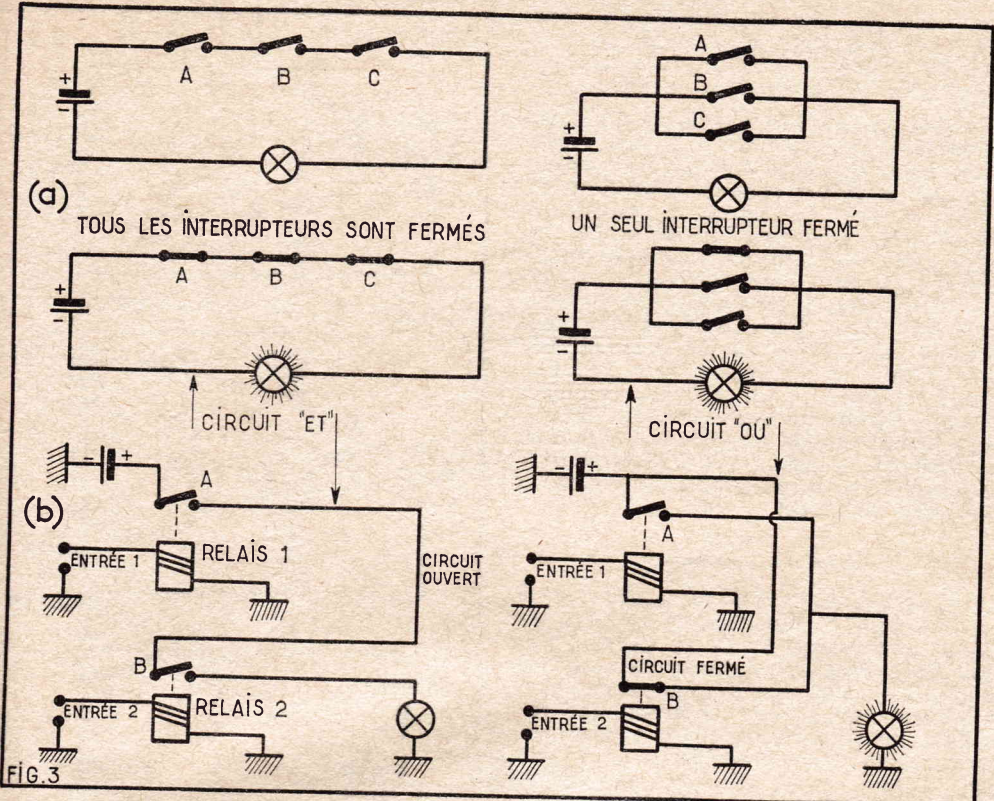 A B C
+
-
A
B
C
+
-
(a)
TOUS LES INTERRUPTEURS SONT FERMÉS
UN SEUL INTERRUPTEUR FERMÉ
A B C
+
-
+
-
CIRCUIT "ET"
CIRCUIT "OU"
- +
A
(b)
ENTRÉE 1
RELAIS 1
CIRCUIT
OUVERT
B
ENTRÉE 2
RELAIS 2
- +
A
ENTRÉE 1
CIRCUIT FERMÉ
B
ENTRÉE 2
FIG.3